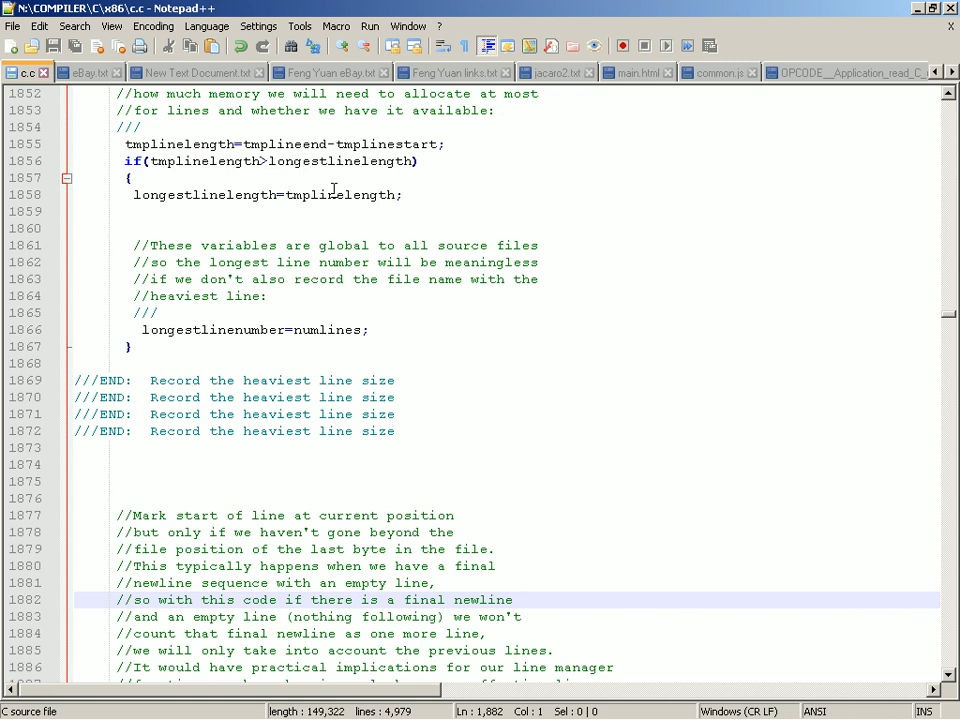 N:\COMPILER\C\x86\c.c - Notepad++
File Edit Search View Encoding Language Settings Tools Macro Run Window ? X
c.c eBay.txt New Text Document.txt Feng Yuan eBay.txt Feng Yuan links.txt jacaro2.txt main.html common.js OPCODE__Application_read_C_
1852 //how much memory we will need to allocate at most
1853 //for lines and whether we have it available:
1854 ///
1855 tmplinelength=tmplineend-tmplinestart;
1856 if(tmplinelength>longestlinelength)
1857 {
1858 longestlinelength=tmplinelength;
1859
1860
1861 //These variables are global to all source files
1862 //so the longest line number will be meaningless
1863 //if we don't also record the file name with the
1864 //heaviest line:
1865 ///
1866 longestlinenumber=numlines;
1867 }
1868
1869 ///END: Record the heaviest line size
1870 ///END: Record the heaviest line size
1871 ///END: Record the heaviest line size
1872 ///END: Record the heaviest line size
1873
1874
1875
1876
1877 //Mark start of line at current position
1878 //but only if we haven't gone beyond the
1879 //file position of the last byte in the file.
1880 //This typically happens when we have a final
1881 //newline sequence with an empty line,
1882 //so with this code if there is a final newline
1883 //and an empty line (nothing following) we won't
1884 //count that final newline as one more line,
1885 //we will only take into account the previous lines.
1886 //It would have practical implications for our line manager
C source file length : 149,322 lines : 4,979 Ln : 1,882 Col : 1 Sel : 0 | 0 Windows (CR LF) ANSI INS